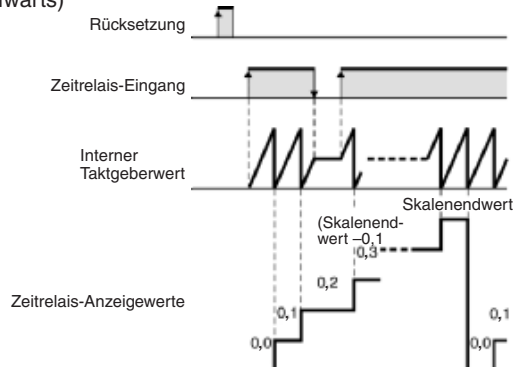 wärts)
Rücksetzung
Zeitrelais-Eingang
Interner
Taktgeberwert
Skalenendwert
(Skalenend-
wert –0,1
0,3
0,2
Zeitrelais-Anzeigewerte
0,1
0,1
0,0
0,0